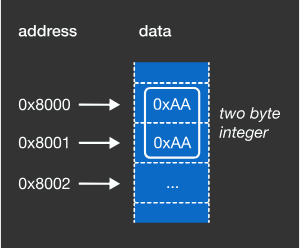 address data
0x8000 0xAA
two byte
integer
0x8001 0xAA
0x8002 ...